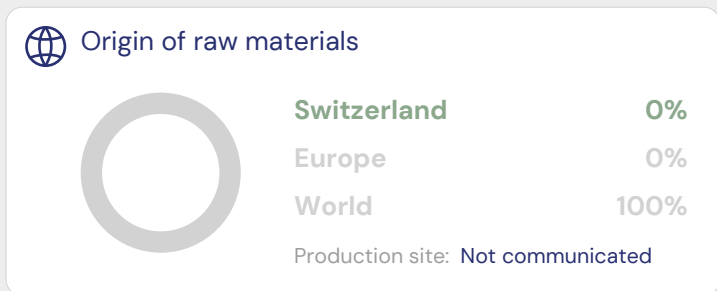 Origin of raw materials
Switzerland 0%
Europe 0%
World 100%
Production site: Not communicated